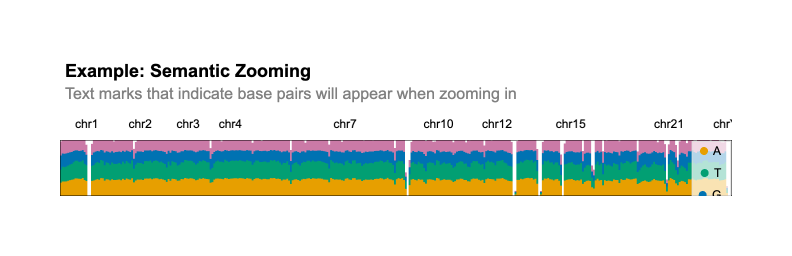 Example: Semantic Zooming
Text marks that indicate base pairs will appear when zooming in
chr1 chr2 chr3 chr4 chr7 chr10 chr12 chr15 chr21
A
T
G